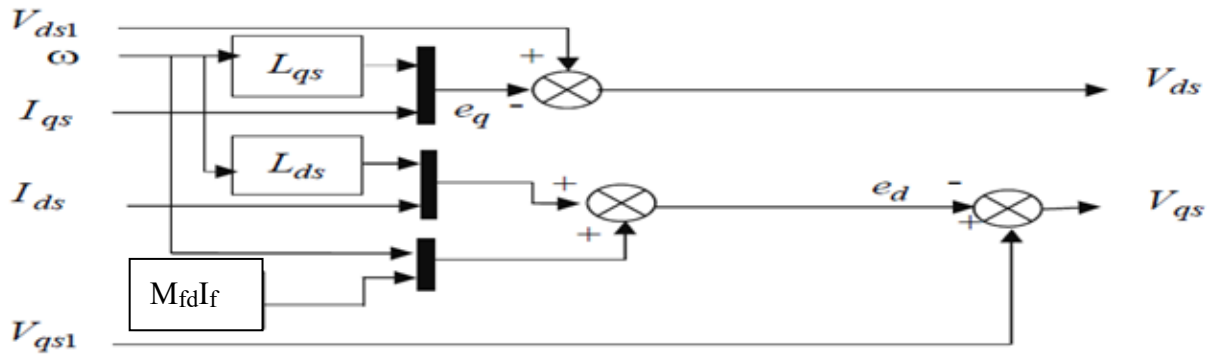 V_ds1
ω
L_qs
+
V_ds
I_qs
e_q
-
L_ds
I_ds
+
+
e_d
-
+
V_qs
M_fdI_f
V_qs1